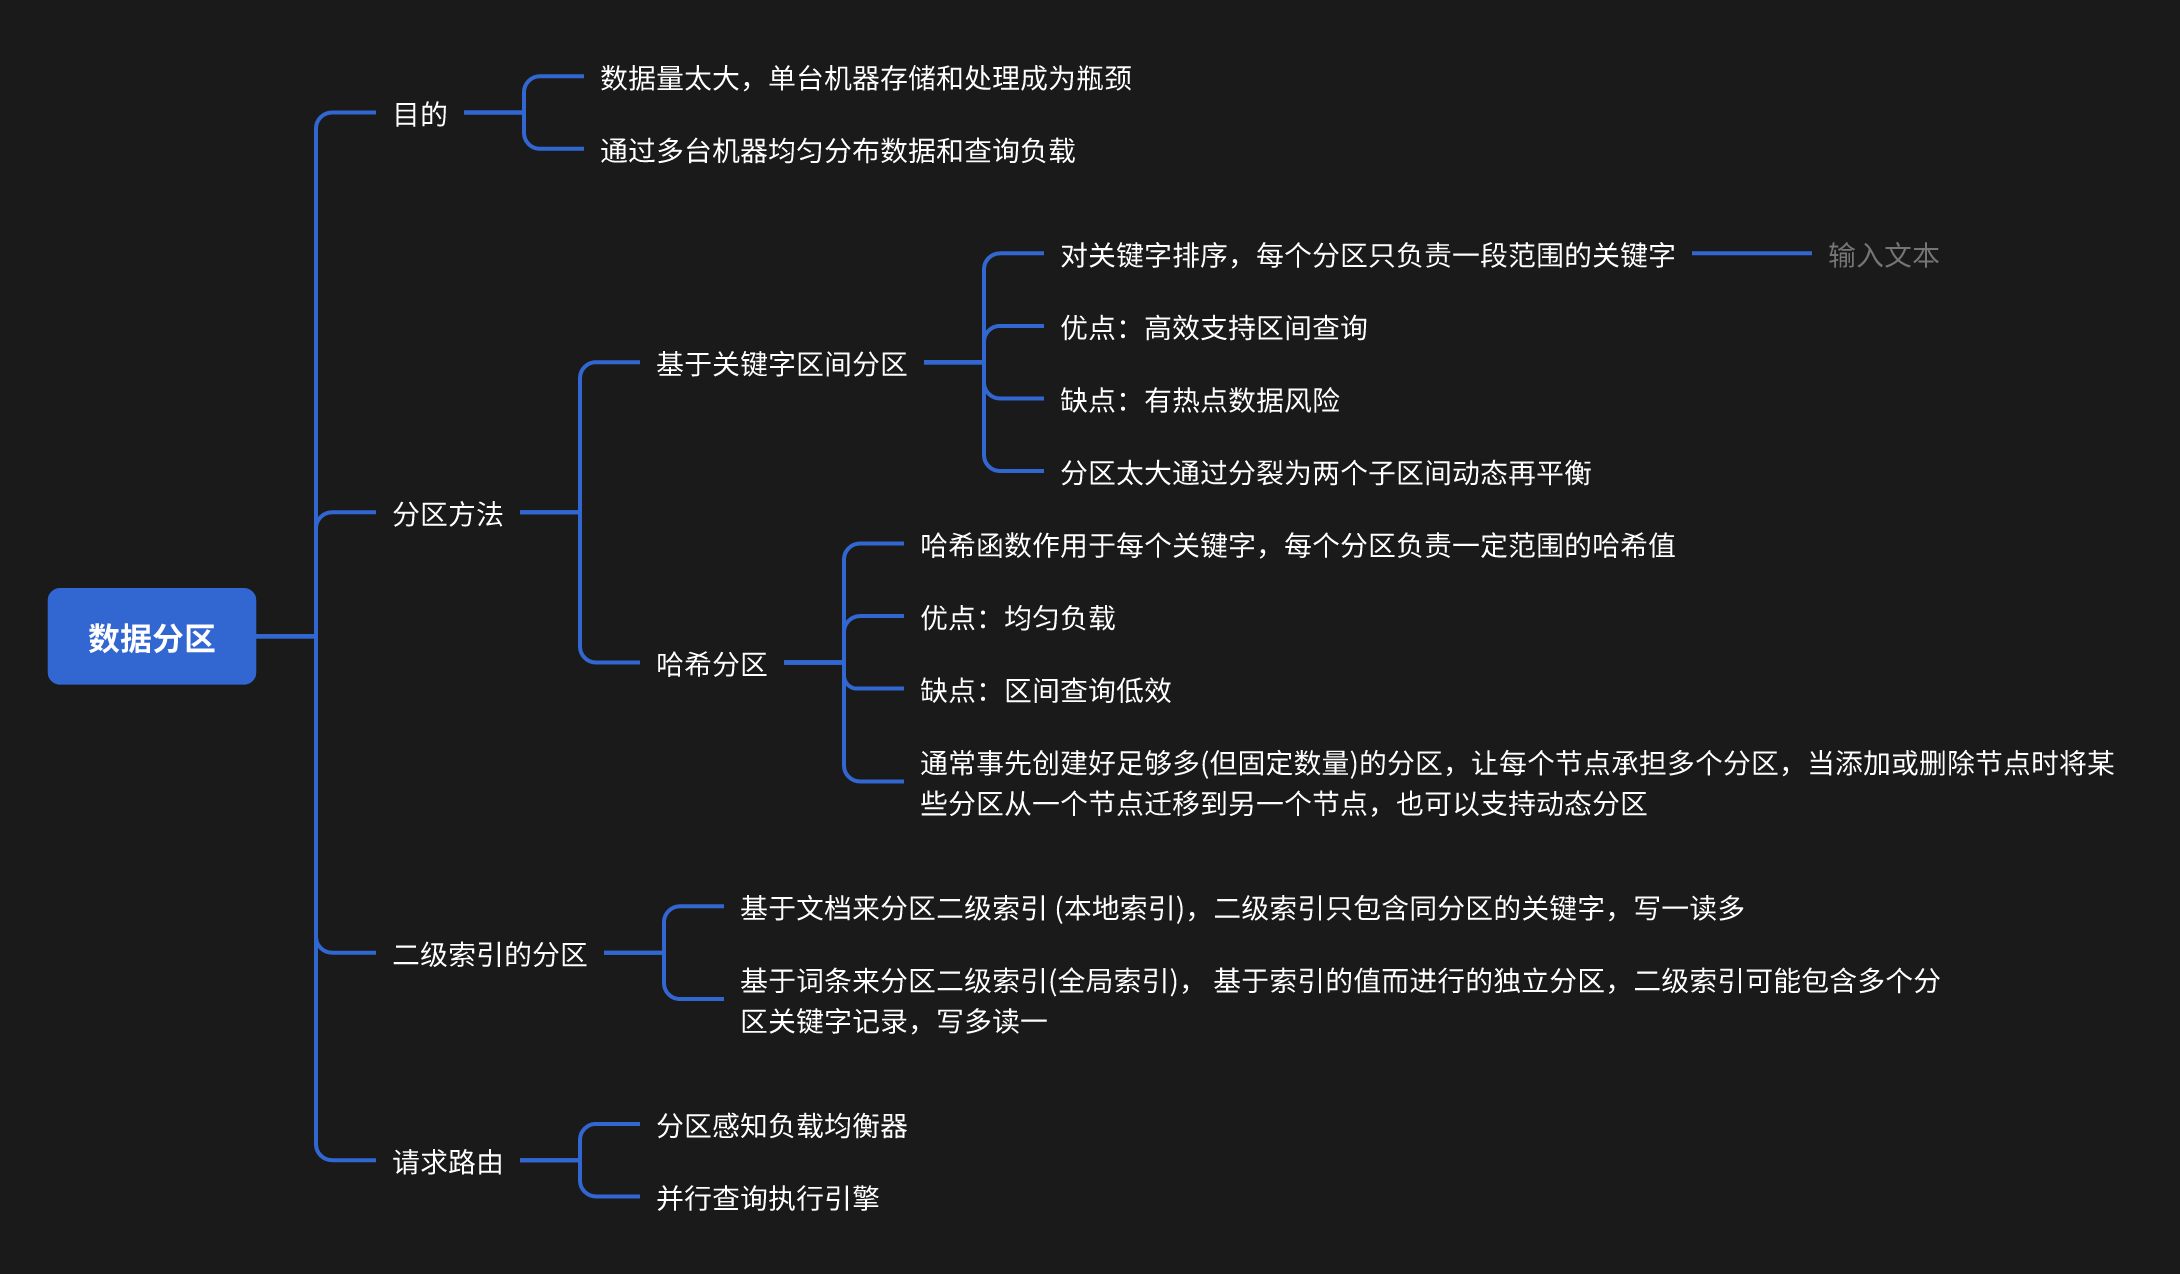 数据量太大，单台机器存储和处理成为瓶颈
目的
通过多台机器均匀分布数据和查询负载
对关键字排序，每个分区只负责一段范围的关键字
输入文本
优点：高效支持区间查询
基于关键字区间分区
缺点：有热点数据风险
分区太大通过分裂为两个子区间动态再平衡
分区方法
哈希函数作用于每个关键字，每个分区负责一定范围的哈希值
优点：均匀负载
数据分区
哈希分区
缺点：区间查询低效
通常事先创建好足够多(但固定数量)的分区，让每个节点承担多个分区，当添加或删除节点时将某
些分区从一个节点迁移到另一个节点，也可以支持动态分区
基于文档来分区二级索引 (本地索引)，二级索引只包含同分区的关键字，写一读多
二级索引的分区
基于词条来分区二级索引(全局索引)， 基于索引的值而进行的独立分区，二级索引可能包含多个分
区关键字记录，写多读一
分区感知负载均衡器
请求路由
并行查询执行引擎